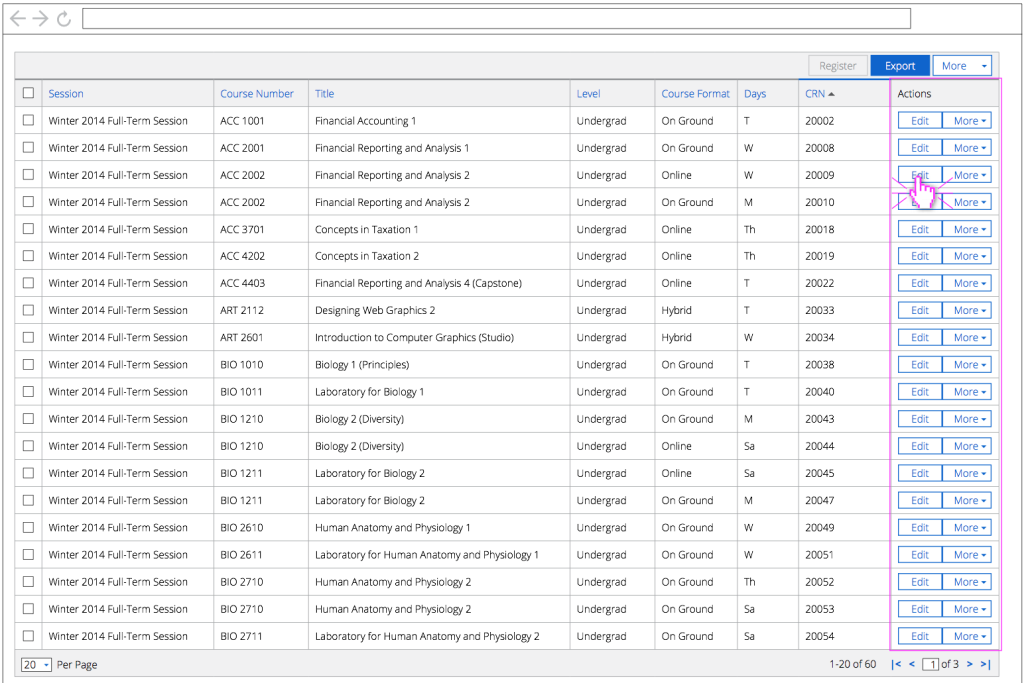 Register Export More
Session Course Number Title Level Course Format Days CRN Actions
Winter 2014 Full-Term Session ACC 1001 Financial Accounting 1 Undergrad On Ground T 20002 Edit More
Winter 2014 Full-Term Session ACC 2001 Financial Reporting and Analysis 1 Undergrad On Ground W 20008 Edit More
Winter 2014 Full-Term Session ACC 2002 Financial Reporting and Analysis 2 Undergrad Online W 20009 Edit More
Winter 2014 Full-Term Session ACC 2002 Financial Reporting and Analysis 2 Undergrad On Ground M 20010 More
Winter 2014 Full-Term Session ACC 3701 Concepts in Taxation 1 Undergrad Online Th 20018 Edit More
Winter 2014 Full-Term Session ACC 4202 Concepts in Taxation 2 Undergrad Online Th 20019 Edit More
Winter 2014 Full-Term Session ACC 4403 Financial Reporting and Analysis 4 (Capstone) Undergrad Online T 20022 Edit More
Winter 2014 Full-Term Session ART 2112 Designing Web Graphics 2 Undergrad Hybrid T 20033 Edit More
Winter 2014 Full-Term Session ART 2601 Introduction to Computer Graphics (Studio) Undergrad Hybrid W 20034 Edit More
Winter 2014 Full-Term Session BIO 1010 Biology 1 (Principles) Undergrad On Ground T 20038 Edit More
Winter 2014 Full-Term Session BIO 1011 Laboratory for Biology 1 Undergrad On Ground T 20040 Edit More
Winter 2014 Full-Term Session BIO 1210 Biology 2 (Diversity) Undergrad On Ground M 20043 Edit More
Winter 2014 Full-Term Session BIO 1210 Biology 2 (Diversity) Undergrad Online Sa 20044 Edit More
Winter 2014 Full-Term Session BIO 1211 Laboratory for Biology 2 Undergrad Online Sa 20045 Edit More
Winter 2014 Full-Term Session BIO 1211 Laboratory for Biology 2 Undergrad On Ground M 20047 Edit More
Winter 2014 Full-Term Session BIO 2610 Human Anatomy and Physiology 1 Undergrad On Ground W 20049 Edit More
Winter 2014 Full-Term Session BIO 2611 Laboratory for Human Anatomy and Physiology 1 Undergrad On Ground W 20051 Edit More
Winter 2014 Full-Term Session BIO 2710 Human Anatomy and Physiology 2 Undergrad On Ground Th 20052 Edit More
Winter 2014 Full-Term Session BIO 2710 Human Anatomy and Physiology 2 Undergrad On Ground Sa 20053 Edit More
Winter 2014 Full-Term Session BIO 2711 Laboratory for Human Anatomy and Physiology 2 Undergrad On Ground Sa 20054 Edit More
20 Per Page 1-20 of 60 |< < 1 of 3 > >|